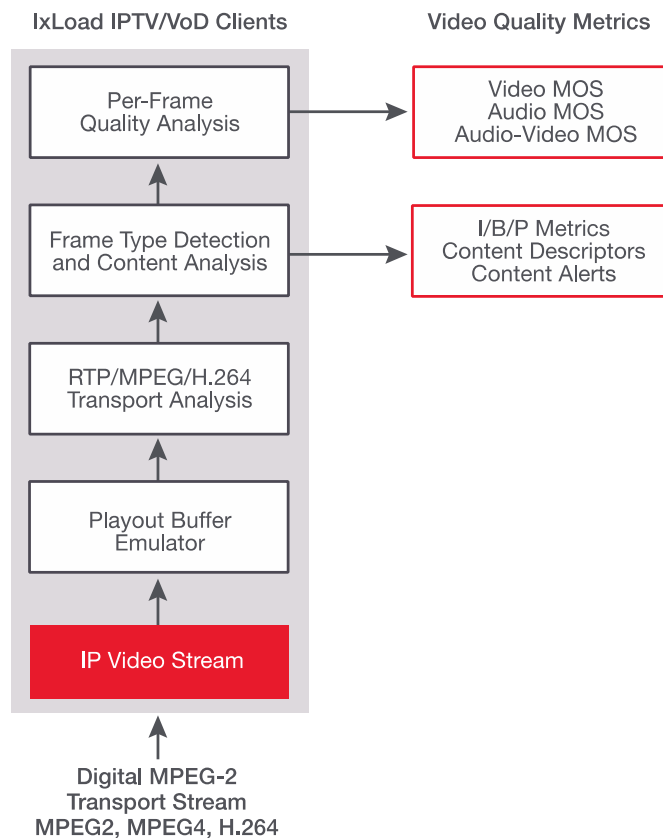 IxLoad IPTV/VoD Clients
Video Quality Metrics
Per-Frame
Quality Analysis
Video MOS
Audio MOS
Audio-Video MOS
Frame Type Detection
and Content Analysis
I/B/P Metrics
Content Descriptors
Content Alerts
RTP/MPEG/H.264
Transport Analysis
Playout Buffer
Emulator
IP Video Stream
Digital MPEG-2
Transport Stream
MPEG2, MPEG4, H.264